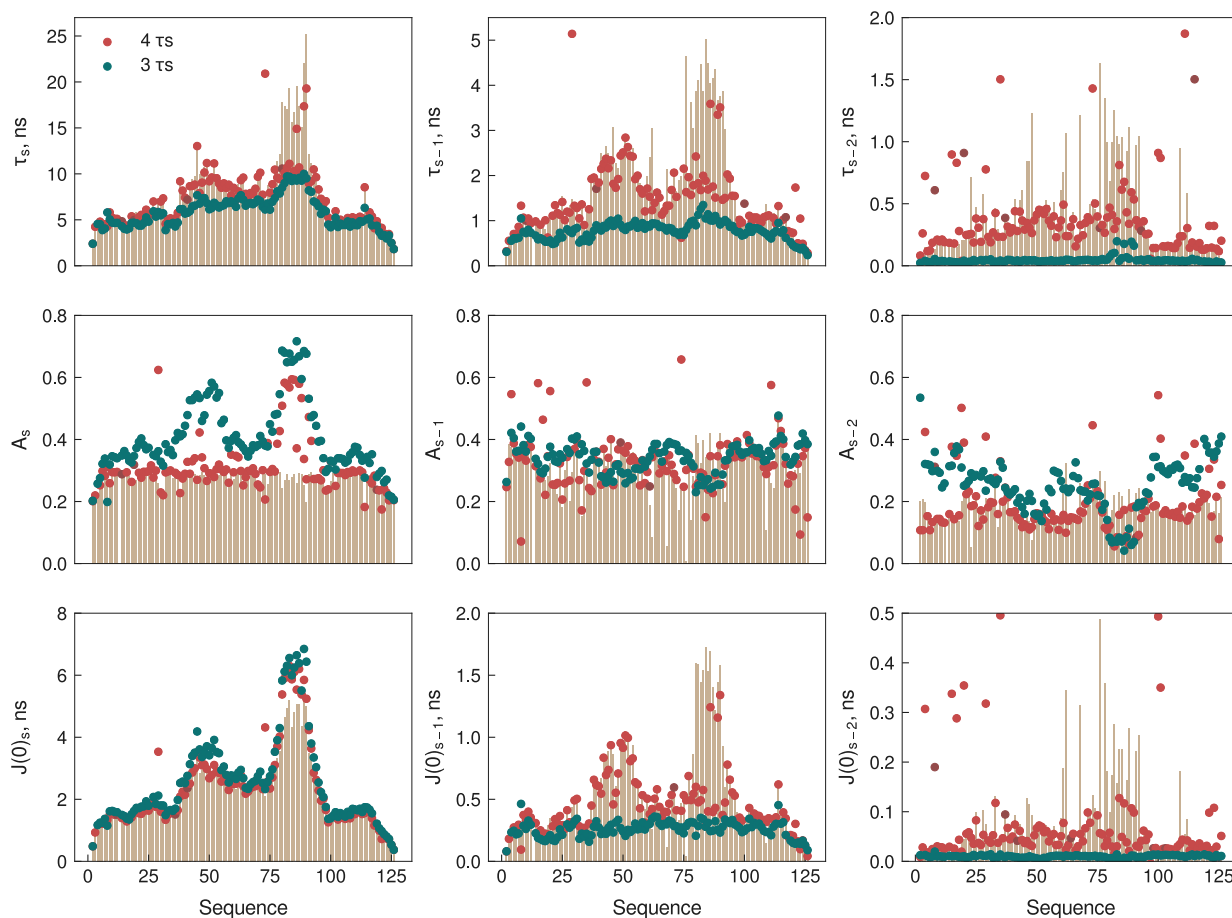 τs, ns
25
20
15
10
5
0
4 τs
3 τs
τs−1, ns
5
4
3
2
1
0
τs−2, ns
2.0
1.5
1.0
0.5
0.0
As
0.8
0.6
0.4
0.2
0.0
As−1
0.8
0.6
0.4
0.2
0.0
As−2
0.8
0.6
0.4
0.2
0.0
J(0)s, ns
8
6
4
2
0
J(0)s−1, ns
2.0
1.5
1.0
0.5
0.0
J(0)s−2, ns
0.5
0.4
0.3
0.2
0.1
0.0
0 25 50 75 100 125
0 25 50 75 100 125
0 25 50 75 100 125
Sequence
Sequence
Sequence